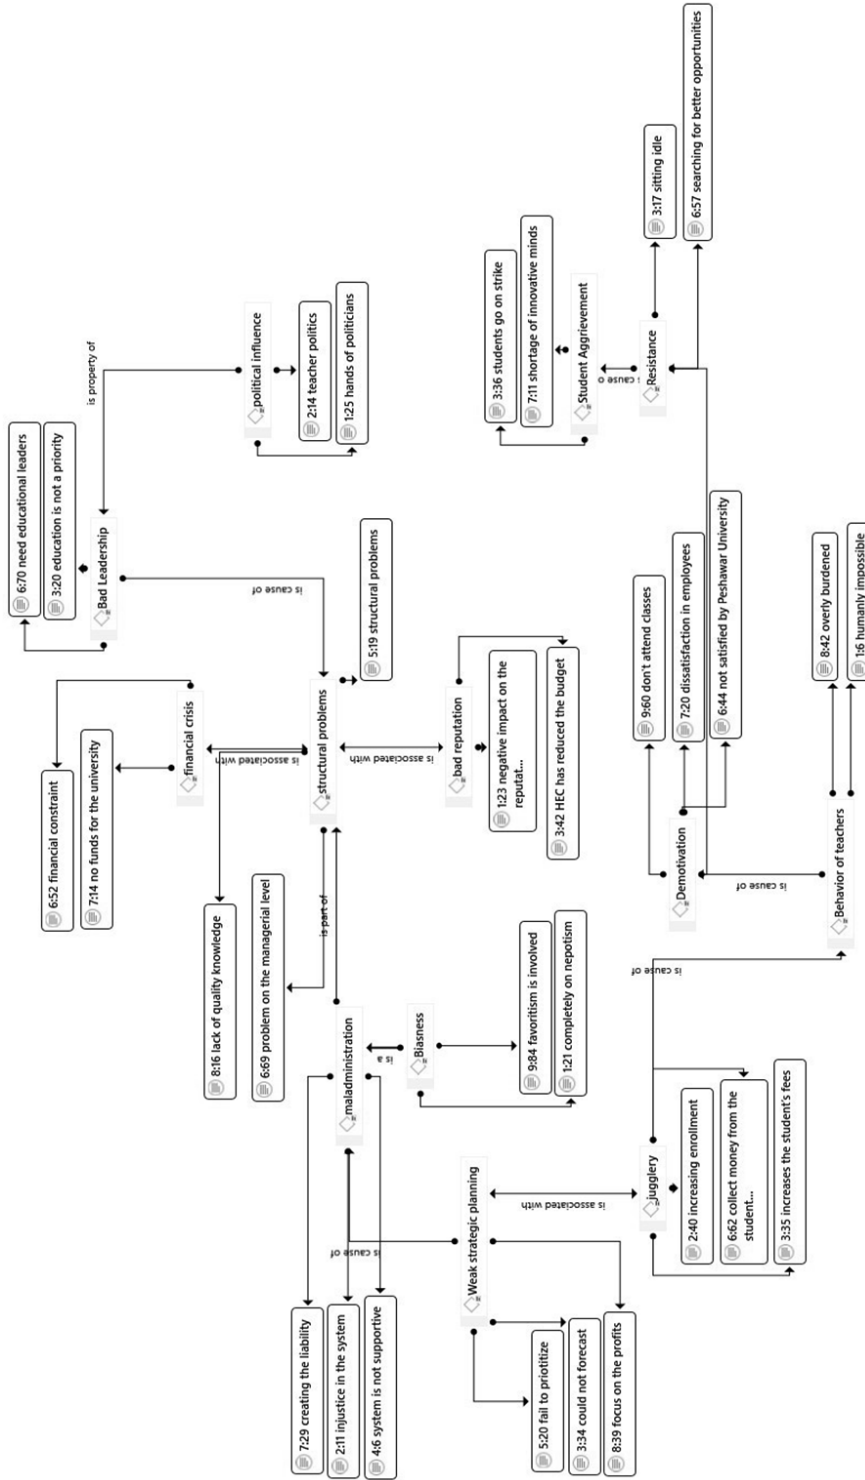 6:70 need educational leaders
3:20 education is not a priority
Bad Leadership
is property of
political influence
2:14 teacher politics
1:25 hands of politicians
6:52 financial constraint
7:14 no funds for the university
financial crisis
is associated with
is cause of
structural problems
5:19 structural problems
8:16 lack of quality knowledge
6:69 problem on the managerial level
is part of
is associated with
bad reputation
1:23 negative impact on the
reputat...
3:42 HEC has reduced the budget
maladministration
is a
Biasness
9:84 favoritism is involved
1:21 completely on nepotism
7:29 creating the liability
2:11 injustice in the system
4:6 system is not supportive
is cause of
Weak strategic planning
5:20 fail to priotitize
3:34 could not forecast
8:39 focus on the profits
is associated with
jugglery
2:40 increasing enrollment
6:62 collect money from the
student...
3:35 increases the student's fees
is cause of
Behavior of teachers
8:42 overly burdened
1:6 humanly impossible
is cause of
Demotivation
9:60 don't attend classes
7:20 dissatisfaction in employees
6:44 not satisfied by Peshawar University
3:36 students go on strike
7:11 shortage of innovative minds
Student Aggrievement
is cause o
Resistance
3:17 sitting idle
6:57 searching for better opportunities